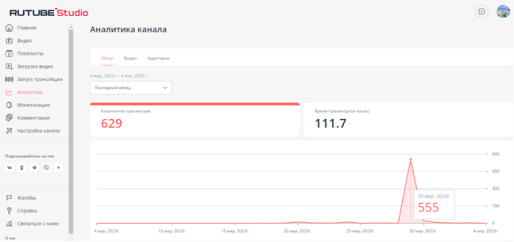 RUTUBE Studio
Аналитика канала
Главная
Видео
Плейлисты
Загрузка видео
Запуск трансляции
Аналитика
Монетизация
Комментарии
Настройка канала
Подписывайтесь на нас
Жалобы
Справка
Связаться с нами
О нас
Обзор Видео Аудитория
4 мар. 2023 г. - 4 апр. 2023 г.
Последний месяц
Количество просмотров
629
Время просмотра (в часах)
111.7
600
450
300
150
0
29 мар. 2023г.
555
4 мар. 2023г. 10 мар. 2023г. 15 мар. 2023г. 20 мар. 2023г. 25 мар. 2023г. 30 мар. 2023г. 4 апр. 2023г.